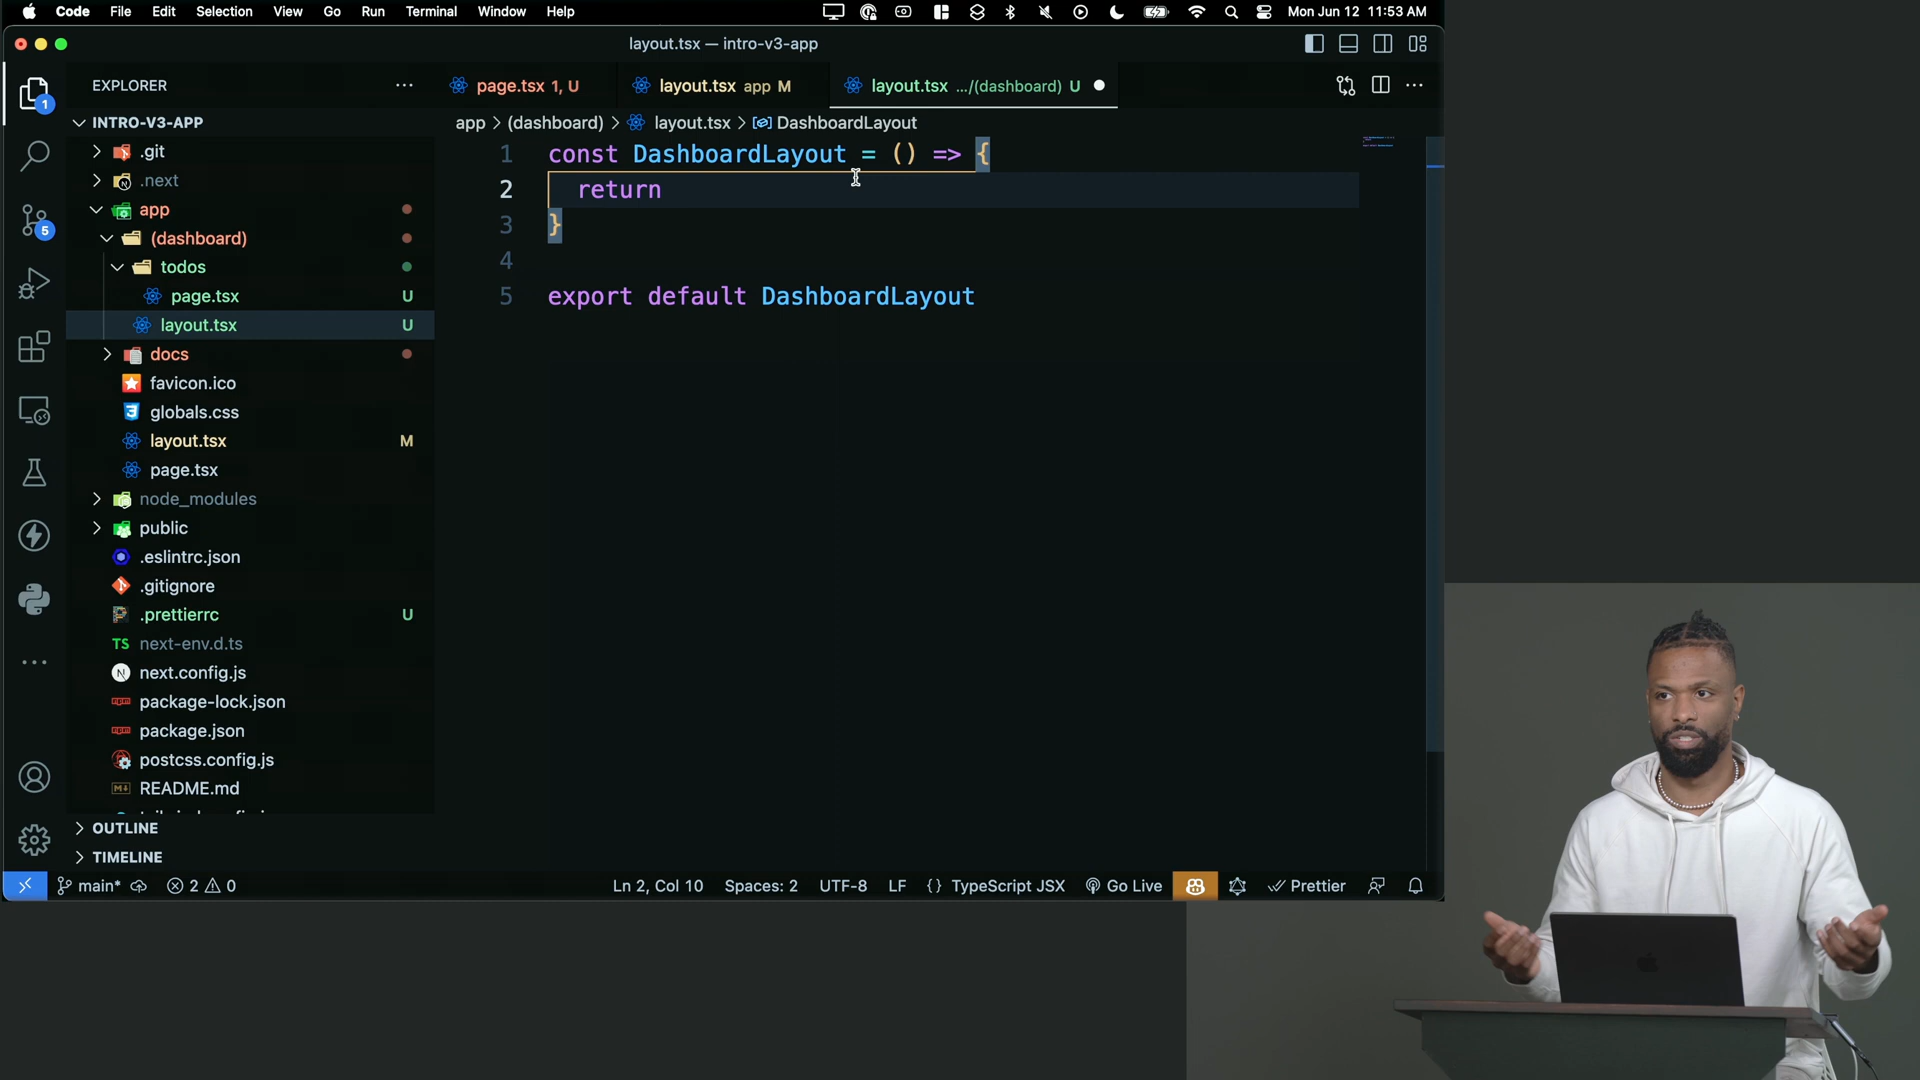 Code File Edit Selection View Go Run Terminal Window Help Mon Jun 12 11:53 AM
layout.tsx — intro-v3-app
EXPLORER
page.tsx 1, U
layout.tsx app M
layout.tsx .../(dashboard) U
1
INTRO-V3-APP
app > (dashboard) > layout.tsx > DashboardLayout
.git
.next
app
(dashboard)
todos
page.tsx U
layout.tsx U
docs
favicon.ico
globals.css
layout.tsx M
page.tsx
node_modules
public
.eslintrc.json
.gitignore
.prettierrc U
TS next-env.d.ts
next.config.js
package-lock.json
package.json
postcss.config.js
README.md
5
OUTLINE
TIMELINE
1 const DashboardLayout = () => {
2 return
3 }
4
5 export default DashboardLayout
main* 2 0 Ln 2, Col 10 Spaces: 2 UTF-8 LF {} TypeScript JSX Go Live Prettier